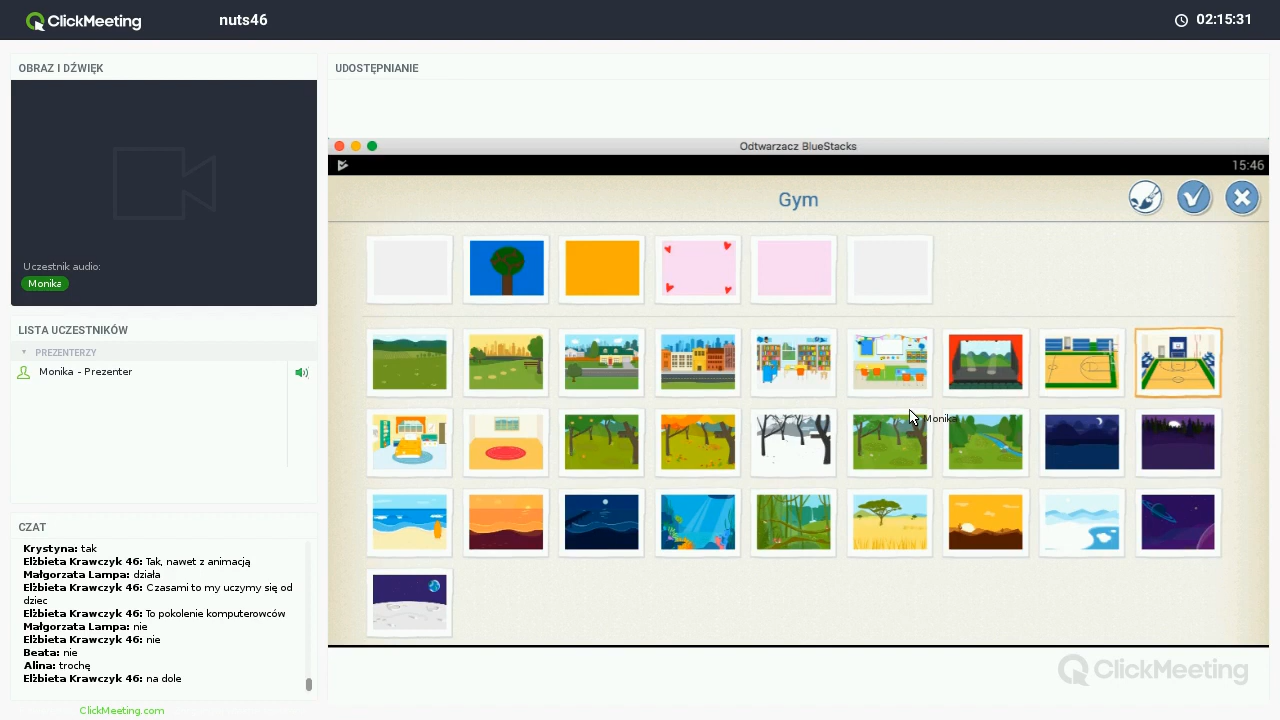 ClickMeeting
nuts46
02:15:31
OBRAZ I DŹWIĘK
Uczestnik audio:
Monika
LISTA UCZESTNIKÓW
PREZENTERZY
Monika - Prezenter
CZAT
Krystyna: tak
Elżbieta Krawczyk 46: Tak, nawet z animacją
Małgorzata Lampa: działa
Elżbieta Krawczyk 46: Czasami to my uczymy się od
dziec
Elżbieta Krawczyk 46: To pokolenie komputerowców
Małgorzata Lampa: nie
Elżbieta Krawczyk 46: nie
Beata: nie
Alina: trochę
Elżbieta Krawczyk 46: na dole
ClickMeeting.com
UDOSTĘPNIANIE
Odtwarzacz BlueStacks
15:46
Gym
Monika
ClickMeeting